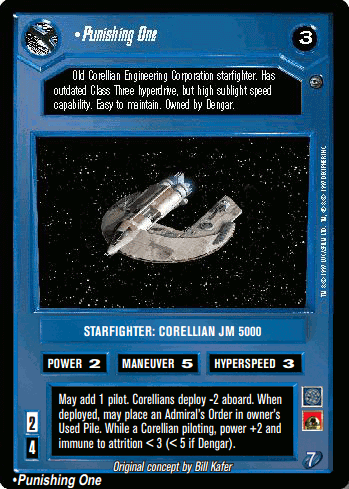 •Punishing One
3
Old Corellian Engineering Corporation starfighter. Has
outdated Class Three hyperdrive, but high sublight speed
capability. Easy to maintain. Owned by Dengar.
STARFIGHTER: CORELLIAN JM 5000
POWER 2 MANEUVER 5 HYPERSPEED 3
May add 1 pilot. Corellians deploy -2 aboard. When
deployed, may place an Admiral's Order in owner's
Used Pile. While a Corellian piloting, power +2 and
immune to attrition < 3 (< 5 if Dengar).
2
4
7
Original concept by Bill Kafer
•Punishing One